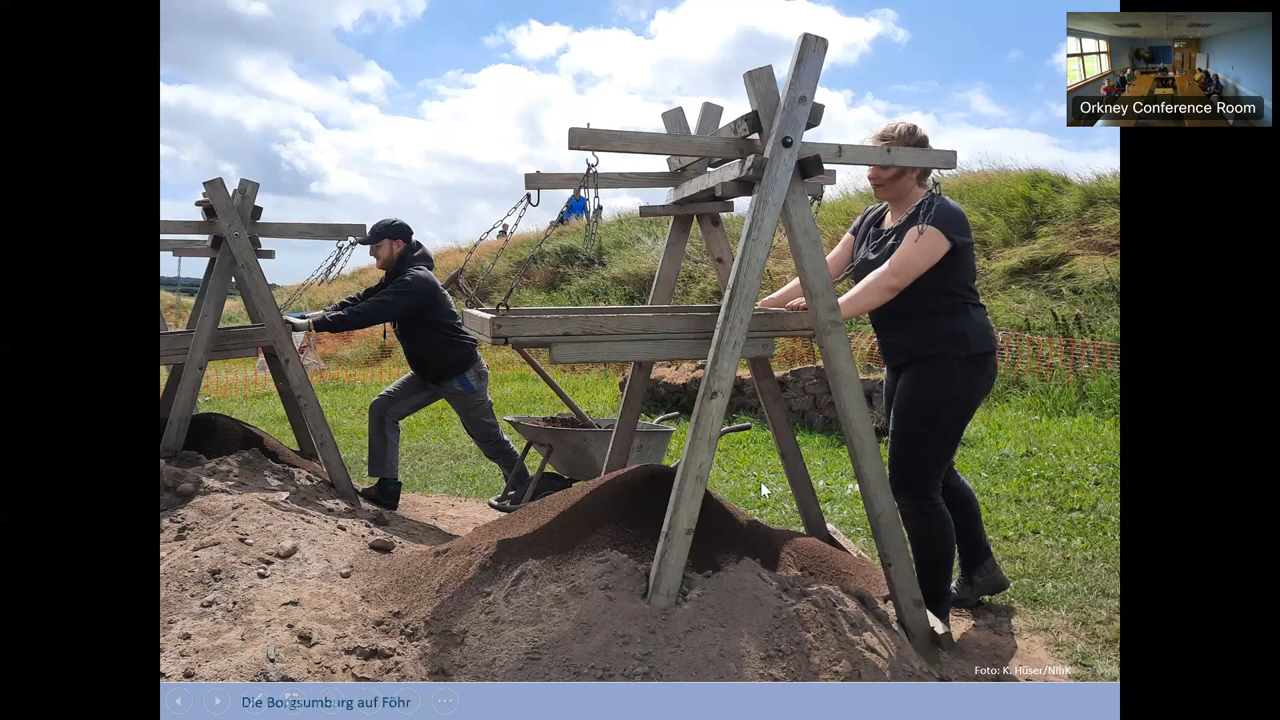 Orkney Conference Room
Foto: K. Hüser/NIhK
Die Borgsumburg auf Föhr